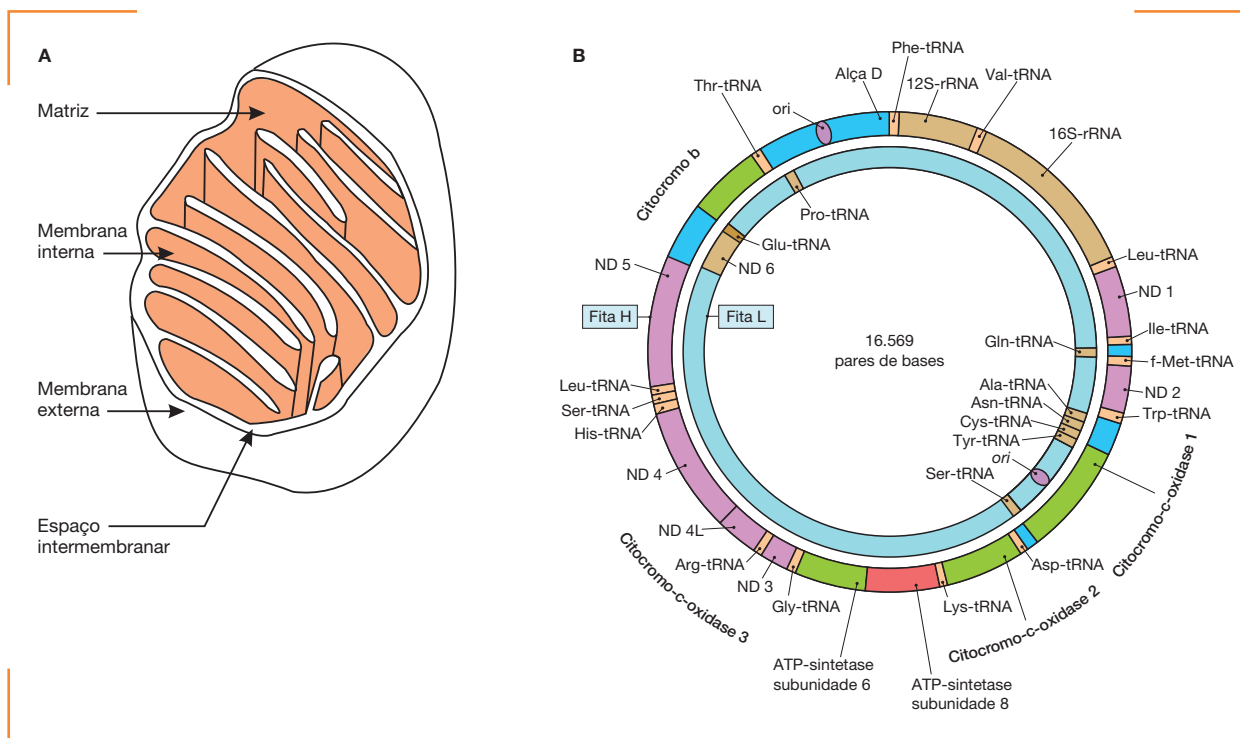 A
Matriz
Membrana
interna
Membrana
externa
Espaço
intermembranar
B
Phe-tRNA
Alça D
12S-rRNA
Val-tRNA
Thr-tRNA
ori
16S-rRNA
Citocromo b
Pro-tRNA
Glu-tRNA
ND 6
ND 5
Leu-tRNA
ND 1
Fita H
Fita L
16.569
pares de bases
Ile-tRNA
Gln-tRNA
f-Met-tRNA
ND 2
Leu-tRNA
Ser-tRNA
His-tRNA
Ala-tRNA
Asn-tRNA
Cys-tRNA
Tyr-tRNA
Trp-tRNA
ori
Ser-tRNA
Citocromo-c-oxidase 1
ND 4
ND 4L
Arg-tRNA
ND 3
Gly-tRNA
Citocromo-c-oxidase 3
Lys-tRNA
Asp-tRNA
Citocromo-c-oxidase 2
ATP-sintetase
subunidade 6
ATP-sintetase
subunidade 8